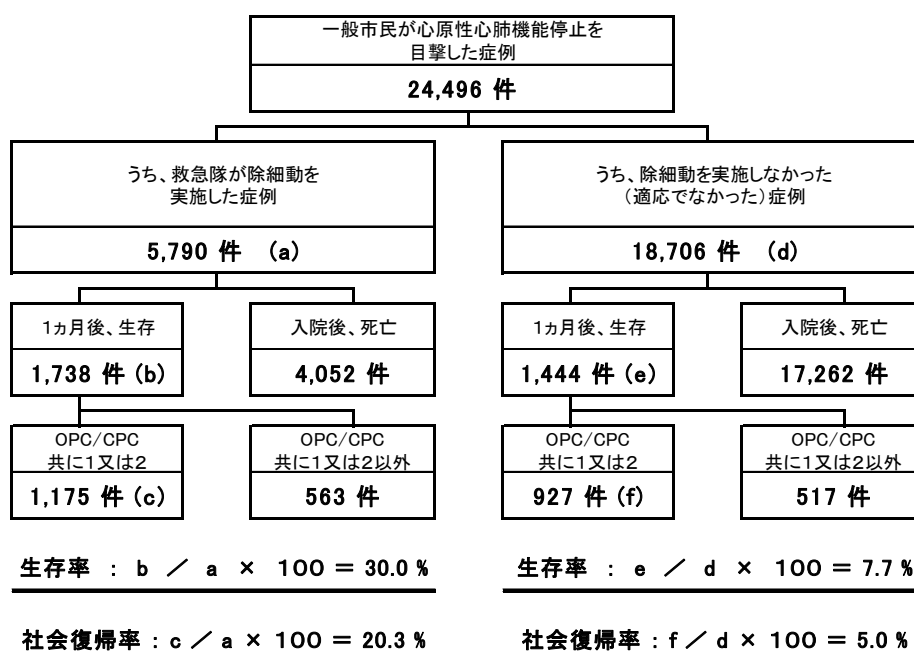 一般市民が心原性心肺機能停止を
目撃した症例
24,496 件
うち、救急隊が除細動を
実施した症例
5,790 件 (a)
うち、除細動を実施しなかった
(適応でなかった)症例
18,706 件 (d)
1ヵ月後、生存
1,738 件 (b)
入院後、死亡
4,052 件
1ヵ月後、生存
1,444 件 (e)
入院後、死亡
17,262 件
OPC/CPC
共に1又は2
1,175 件 (c)
OPC/CPC
共に1又は2以外
563 件
OPC/CPC
共に1又は2
927 件 (f)
OPC/CPC
共に1又は2以外
517 件
生存率 : b / a × 100 = 30.0 %
生存率 : e / d × 100 = 7.7 %
社会復帰率 : c / a × 100 = 20.3 %
社会復帰率 : f / d × 100 = 5.0 %